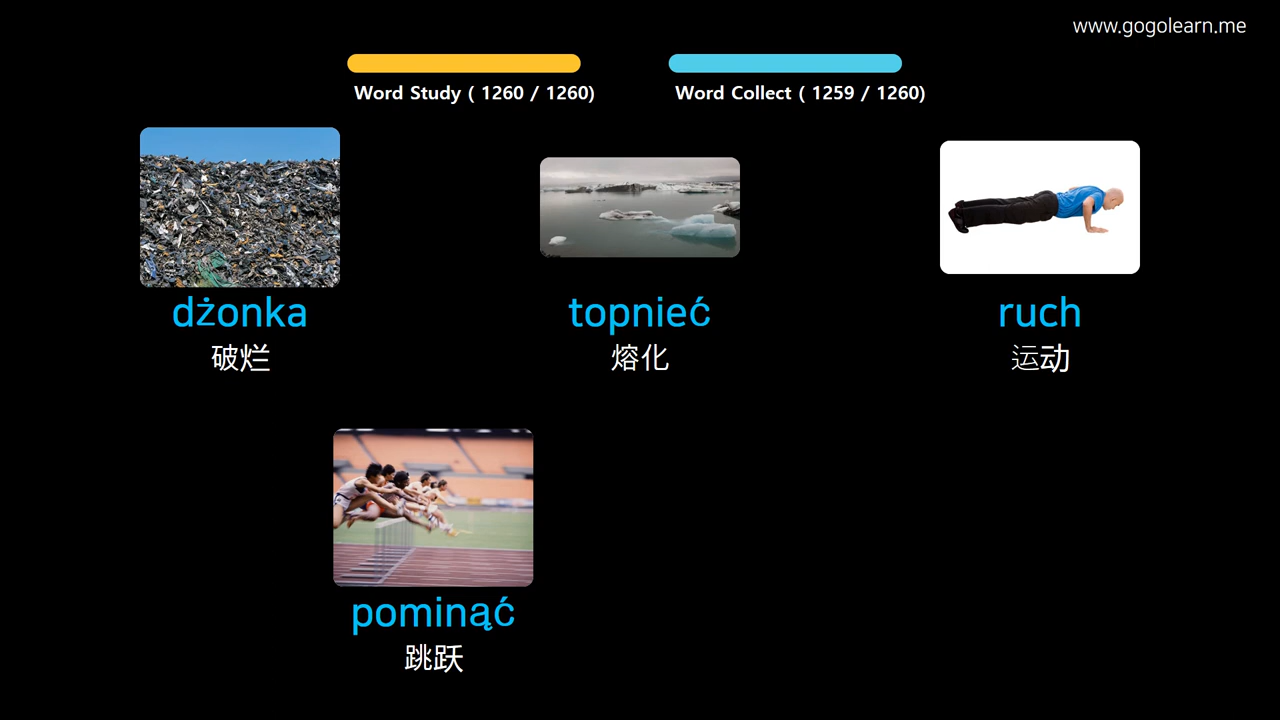 www.gogolearn.me
Word Study ( 1260 / 1260)
Word Collect ( 1259 / 1260)
dżonka
破烂
topnieć
熔化
ruch
运动
pominąć
跳跃